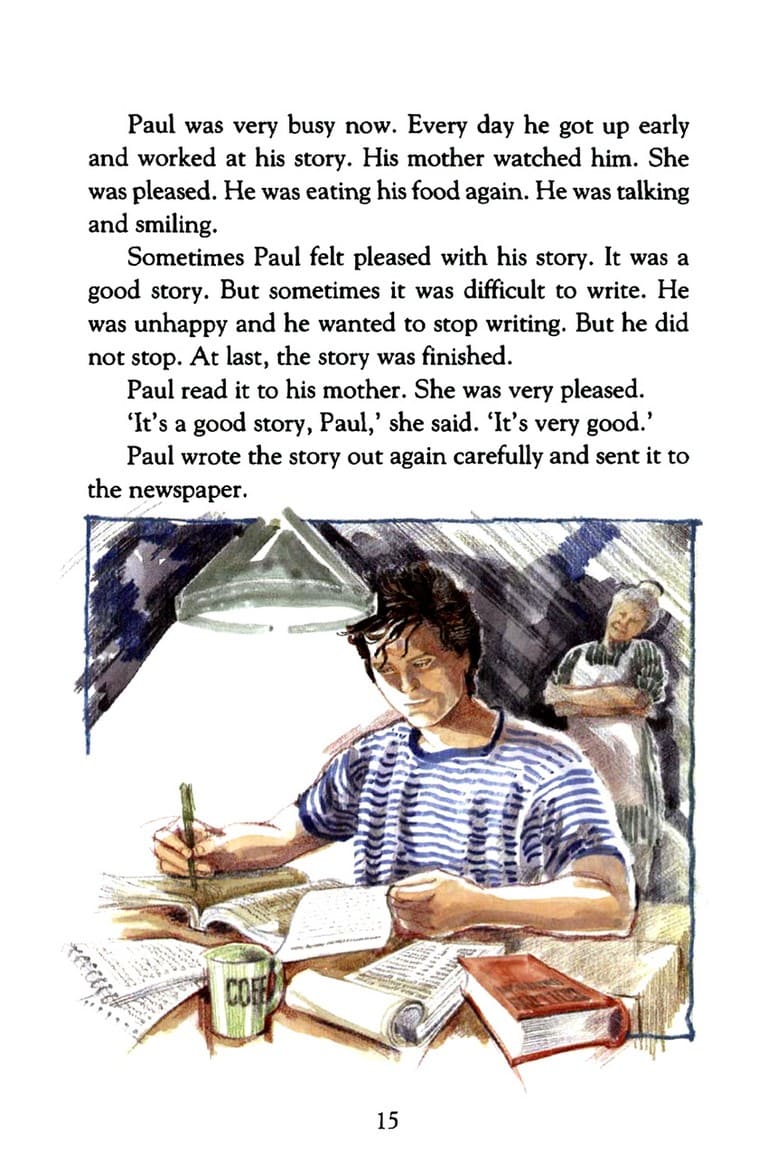 Paul was very busy now. Every day he got up early
and worked at his story. His mother watched him. She
was pleased. He was eating his food again. He was talking
and smiling.
Sometimes Paul felt pleased with his story. It was a
good story. But sometimes it was difficult to write. He
was unhappy and he wanted to stop writing. But he did
not stop. At last, the story was finished.
Paul read it to his mother. She was very pleased.
‘It’s a good story, Paul,’ she said. ‘It’s very good.’
Paul wrote the story out again carefully and sent it to
the newspaper.
15